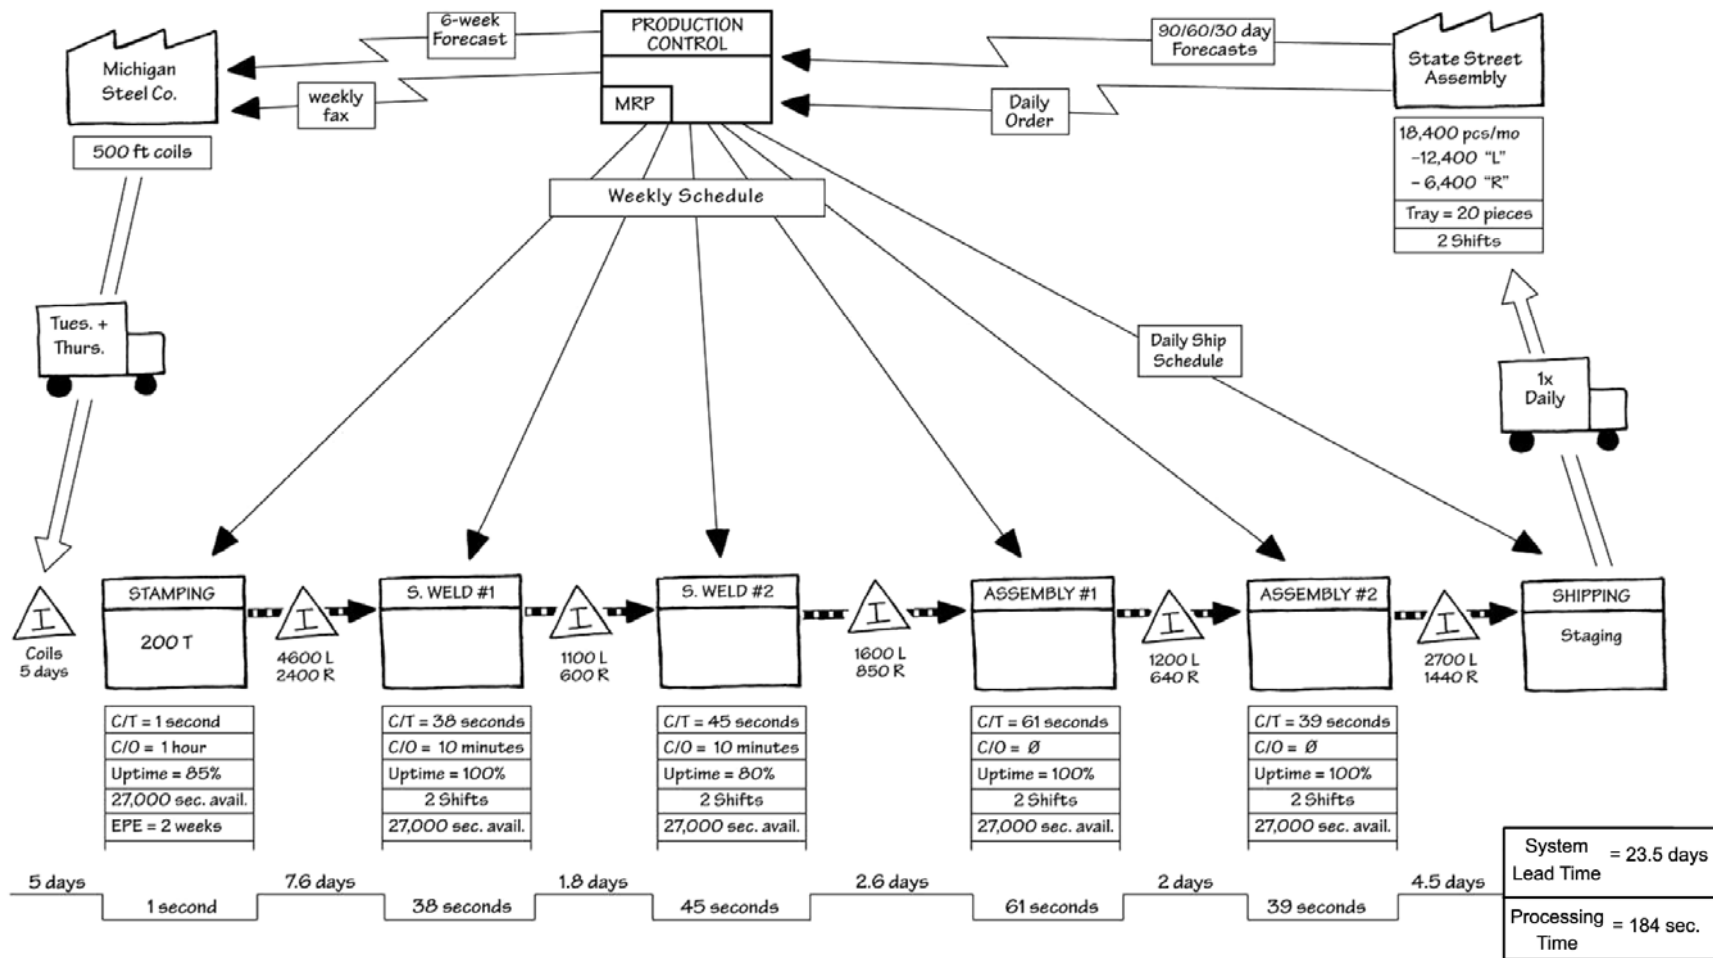 Michigan
Steel Co.
500 ft coils
6-week
Forecast
weekly
fax
PRODUCTION
CONTROL
MRP
90/60/30 day
Forecasts
Daily
Order
State Street
Assembly
18,400 pcs/mo
-12,400 "L"
- 6,400 "R"
Tray = 20 pieces
2 Shifts
Weekly Schedule
Tues. +
Thurs.
Daily Ship
Schedule
1x
Daily
I
Coils
5 days
STAMPING
200 T
I
4600 L
2400 R
S. WELD #1
I
1100 L
600 R
S. WELD #2
I
1600 L
850 R
ASSEMBLY #1
I
1200 L
640 R
ASSEMBLY #2
I
2700 L
1440 R
SHIPPING
Staging
C/T = 1 second
C/O = 1 hour
Uptime = 85%
27,000 sec. avail.
EPE = 2 weeks
C/T = 38 seconds
C/O = 10 minutes
Uptime = 100%
2 Shifts
27,000 sec. avail.
C/T = 45 seconds
C/O = 10 minutes
Uptime = 80%
2 Shifts
27,000 sec. avail.
C/T = 61 seconds
C/O = Ø
Uptime = 100%
2 Shifts
27,000 sec. avail.
C/T = 39 seconds
C/O = Ø
Uptime = 100%
2 Shifts
27,000 sec. avail.
5 days
1 second
7.6 days
38 seconds
1.8 days
45 seconds
2.6 days
61 seconds
2 days
39 seconds
4.5 days
System
Lead Time = 23.5 days
Processing
Time = 184 sec.